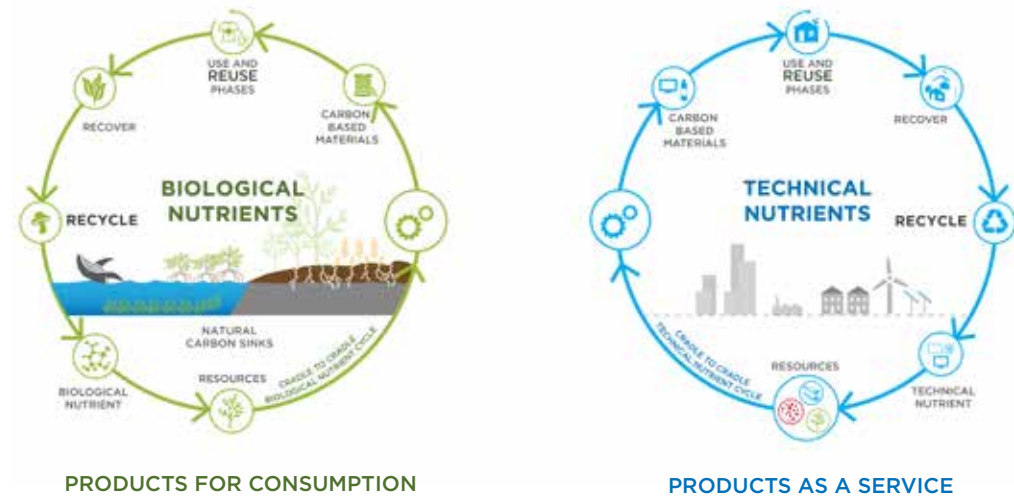 USE AND
REUSE
PHASES
RECOVER
CARBON
BASED
MATERIALS
BIOLOGICAL
NUTRIENTS
RECYCLE
NATURAL
CARBON SINKS
BIOLOGICAL
NUTRIENT
RESOURCES
CRADLE TO CRADLE
BIOLOGICAL NUTRIENT CYCLE
PRODUCTS FOR CONSUMPTION
USE AND
REUSE
PHASES
CARBON
BASED
MATERIALS
RECOVER
TECHNICAL
NUTRIENTS
RECYCLE
CRADLE TO CRADLE
TECHNICAL NUTRIENT CYCLE
RESOURCES
TECHNICAL
NUTRIENT
PRODUCTS AS A SERVICE